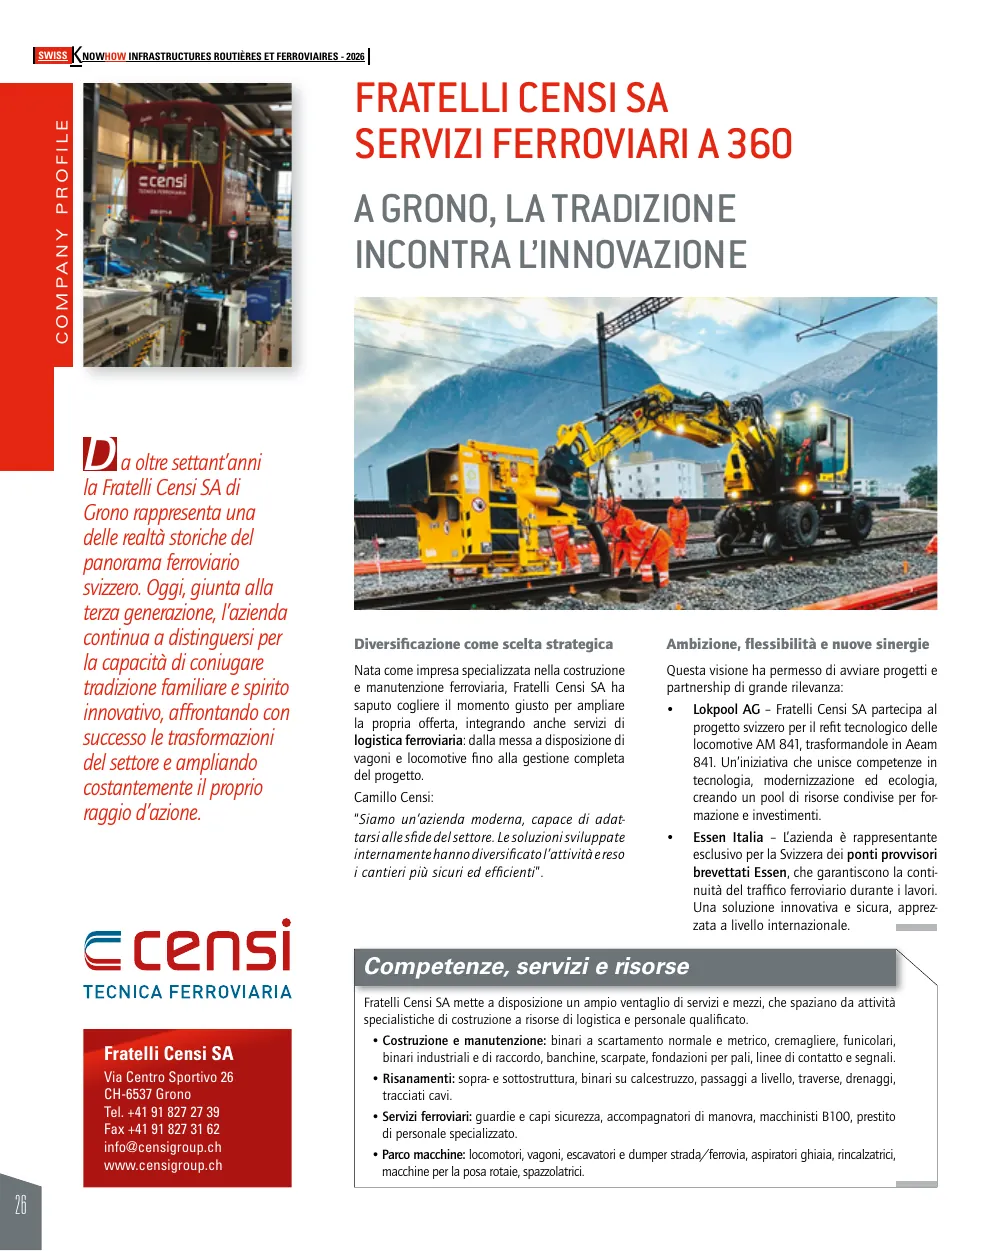 SWISS KNOWHOW INFRASTRUCTURES ROUTIÈRES ET FERROVIAIRES - 2026
COMPANY PROFILE
censi
TECNICA FERROVIARIA
FRATELLI CENSI SA
SERVIZI FERROVIARI A 360
A GRONO, LA TRADIZIONE
INCONTRA L'INNOVAZIONE
Da oltre settant'anni
la Fratelli Censi SA di
Grono rappresenta una
delle realtà storiche del
panorama ferroviario
svizzero. Oggi, giunta alla
terza generazione, l'azienda
continua a distinguersi per
la capacità di coniugare
tradizione familiare e spirito
innovativo, affrontando con
successo le trasformazioni
del settore e ampliando
costantemente il proprio
raggio d'azione.
censi
TECNICA FERROVIARIA
Fratelli Censi SA
Via Centro Sportivo 26
CH-6537 Grono
Tel. +41 91 827 27 39
Fax +41 91 827 31 62
info@censigroup.ch
www.censigroup.ch
Diversificazione come scelta strategica
Nata come impresa specializzata nella costruzione
e manutenzione ferroviaria, Fratelli Censi SA ha
saputo cogliere il momento giusto per ampliare
la propria offerta, integrando anche servizi di
logistica ferroviaria: dalla messa a disposizione di
vagoni e locomotive fino alla gestione completa
del progetto.
Camillo Censi:
"Siamo un'azienda moderna, capace di adat-
tarsi alle sfide del settore. Le soluzioni sviluppate
internamente hanno diversificato l'attività e reso
i cantieri più sicuri ed efficienti".
Ambizione, flessibilità e nuove sinergie
Questa visione ha permesso di avviare progetti e
partnership di grande rilevanza:
• Lokpool AG – Fratelli Censi SA partecipa al
progetto svizzero per il refit tecnologico delle
locomotive AM 841, trasformandole in Aeam
841. Un'iniziativa che unisce competenze in
tecnologia, modernizzazione ed ecologia,
creando un pool di risorse condivise per for-
mazione e investimenti.
• Essen Italia – L'azienda è rappresentante
esclusivo per la Svizzera dei ponti provvisori
brevettati Essen, che garantiscono la conti-
nuità del traffico ferroviario durante i lavori.
Una soluzione innovativa e sicura, apprez-
zata a livello internazionale.
Competenze, servizi e risorse
Fratelli Censi SA mette a disposizione un ampio ventaglio di servizi e mezzi, che spaziano da attività
specialistiche di costruzione a risorse di logistica e personale qualificato.
• Costruzione e manutenzione: binari a scartamento normale e metrico, cremagliere, funicolari,
binari industriali e di raccordo, banchine, scarpate, fondazioni per pali, linee di contatto e segnali.
• Risanamenti: sopra- e sottostruttura, binari su calcestruzzo, passaggi a livello, traverse, drenaggi,
tracciati cavi.
• Servizi ferroviari: guardie e capi sicurezza, accompagnatori di manovra, macchinisti B100, prestito
di personale specializzato.
• Parco macchine: locomotori, vagoni, escavatori e dumper strada/ferrovia, aspiratori ghiaia, rincalzatrici,
macchine per la posa rotaie, spazzolatrici.
26